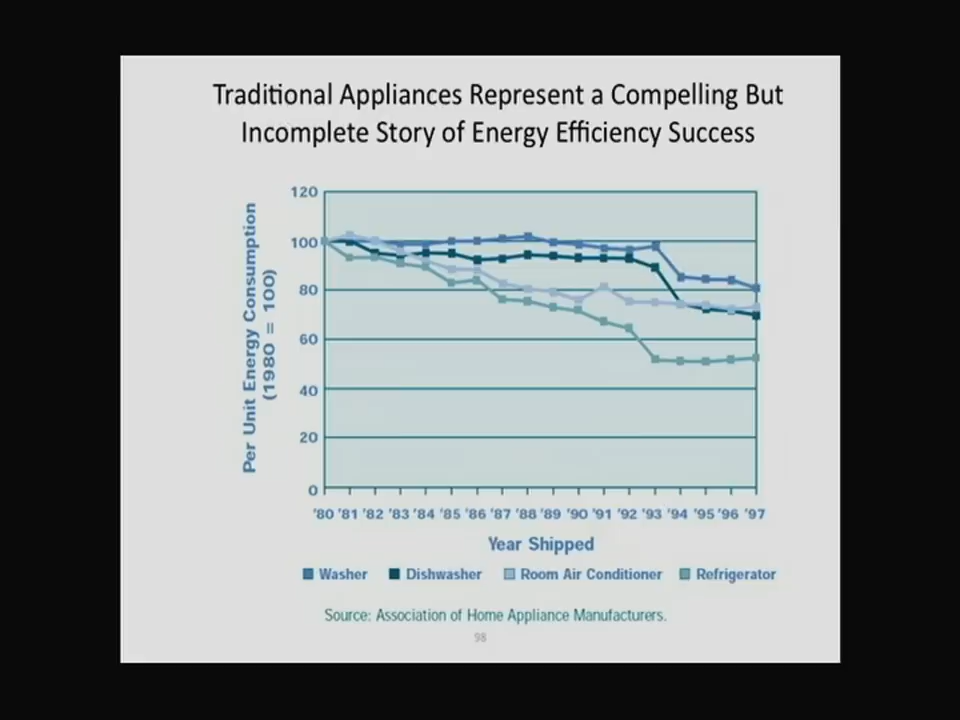 Traditional Appliances Represent a Compelling But
Incomplete Story of Energy Efficiency Success
Per Unit Energy Consumption
(1980 = 100)
120
100
80
60
40
20
0
'80 '81 '82 '83 '84 '85 '86 '87 '88 '89 '90 '91 '92 '93 '94 '95 '96 '97
Year Shipped
Washer Dishwasher Room Air Conditioner Refrigerator
Source: Association of Home Appliance Manufacturers.
98